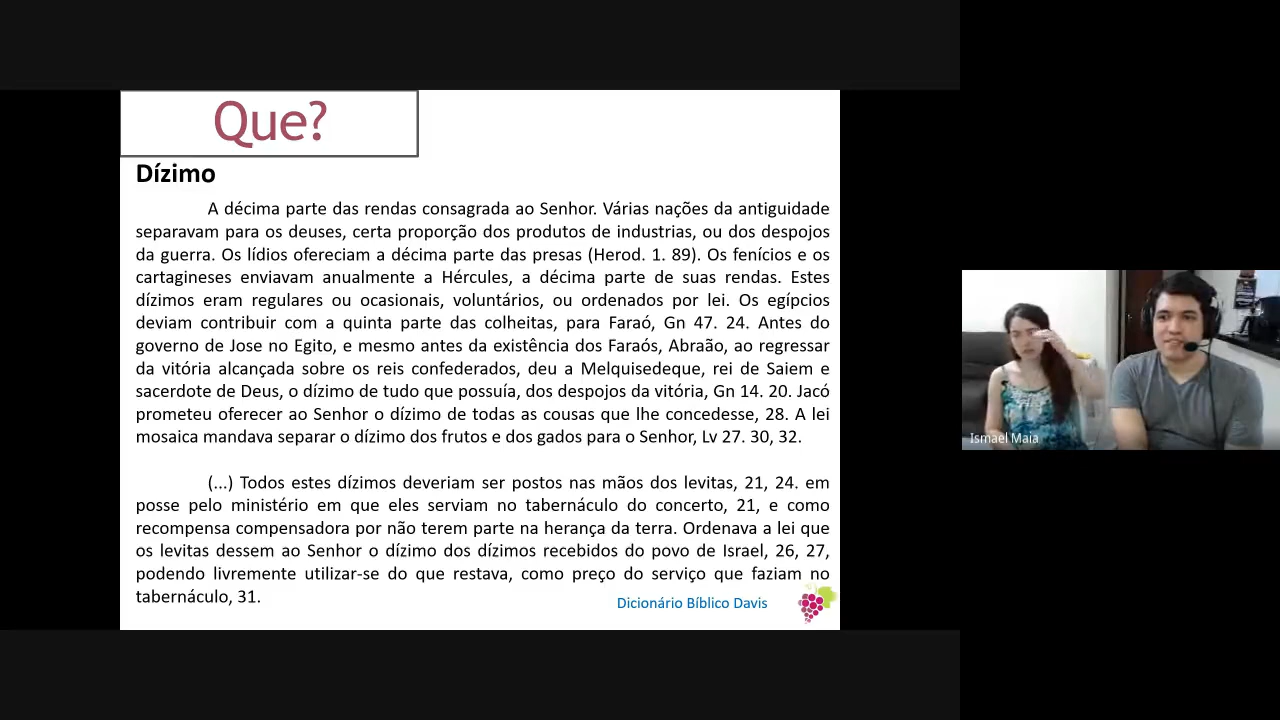 Que?
Dízimo
A décima parte das rendas consagrada ao Senhor. Várias nações da antiguidade
separavam para os deuses, certa proporção dos produtos de industrias, ou dos despojos
da guerra. Os lídios ofereciam a décima parte das presas (Herod. 1. 89). Os fenícios e os
cartagineses enviavam anualmente a Hércules, a décima parte de suas rendas. Estes
dízimos eram regulares ou ocasionais, voluntários, ou ordenados por lei. Os egípcios
deviam contribuir com a quinta parte das colheitas, para Faraó, Gn 47. 24. Antes do
governo de Jose no Egito, e mesmo antes da existência dos Faraós, Abraão, ao regressar
da vitória alcançada sobre os reis confederados, deu a Melquisedeque, rei de Saiem e
sacerdote de Deus, o dízimo de tudo que possuía, dos despojos da vitória, Gn 14. 20. Jacó
prometeu oferecer ao Senhor o dízimo de todas as cousas que lhe concedesse, 28. A lei
mosaica mandava separar o dízimo dos frutos e dos gados para o Senhor, Lv 27. 30, 32.
(...) Todos estes dízimos deveriam ser postos nas mãos dos levitas, 21, 24. em
posse pelo ministério em que eles serviam no tabernáculo do concerto, 21, e como
recompensa compensadora por não terem parte na herança da terra. Ordenava a lei que
os levitas dessem ao Senhor o dízimo dos dízimos recebidos do povo de Israel, 26, 27,
podendo livremente utilizar-se do que restava, como preço do serviço que faziam no
tabernáculo, 31.
Dicionário Bíblico Davis
Ismael Maia